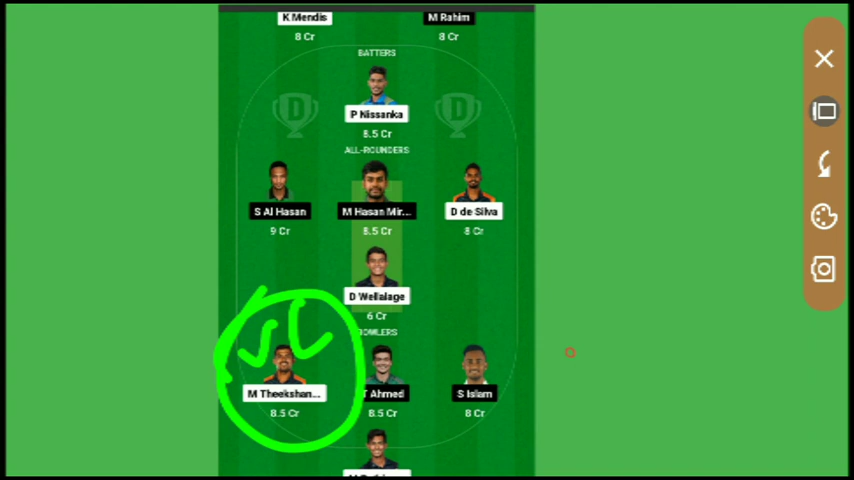 K Mendis M Rahim
8 Cr 8 Cr
BATTERS
D D
P Nissanka
8.5 Cr
ALL-ROUNDERS
S Al Hasan M Hasan Mir... D de Silva
9 Cr 8.5 Cr 8 Cr
D Wellalage
6 Cr
BOWLERS
VC
M Theekshan... T Ahmed S Islam
8.5 Cr 8.5 Cr 8 Cr